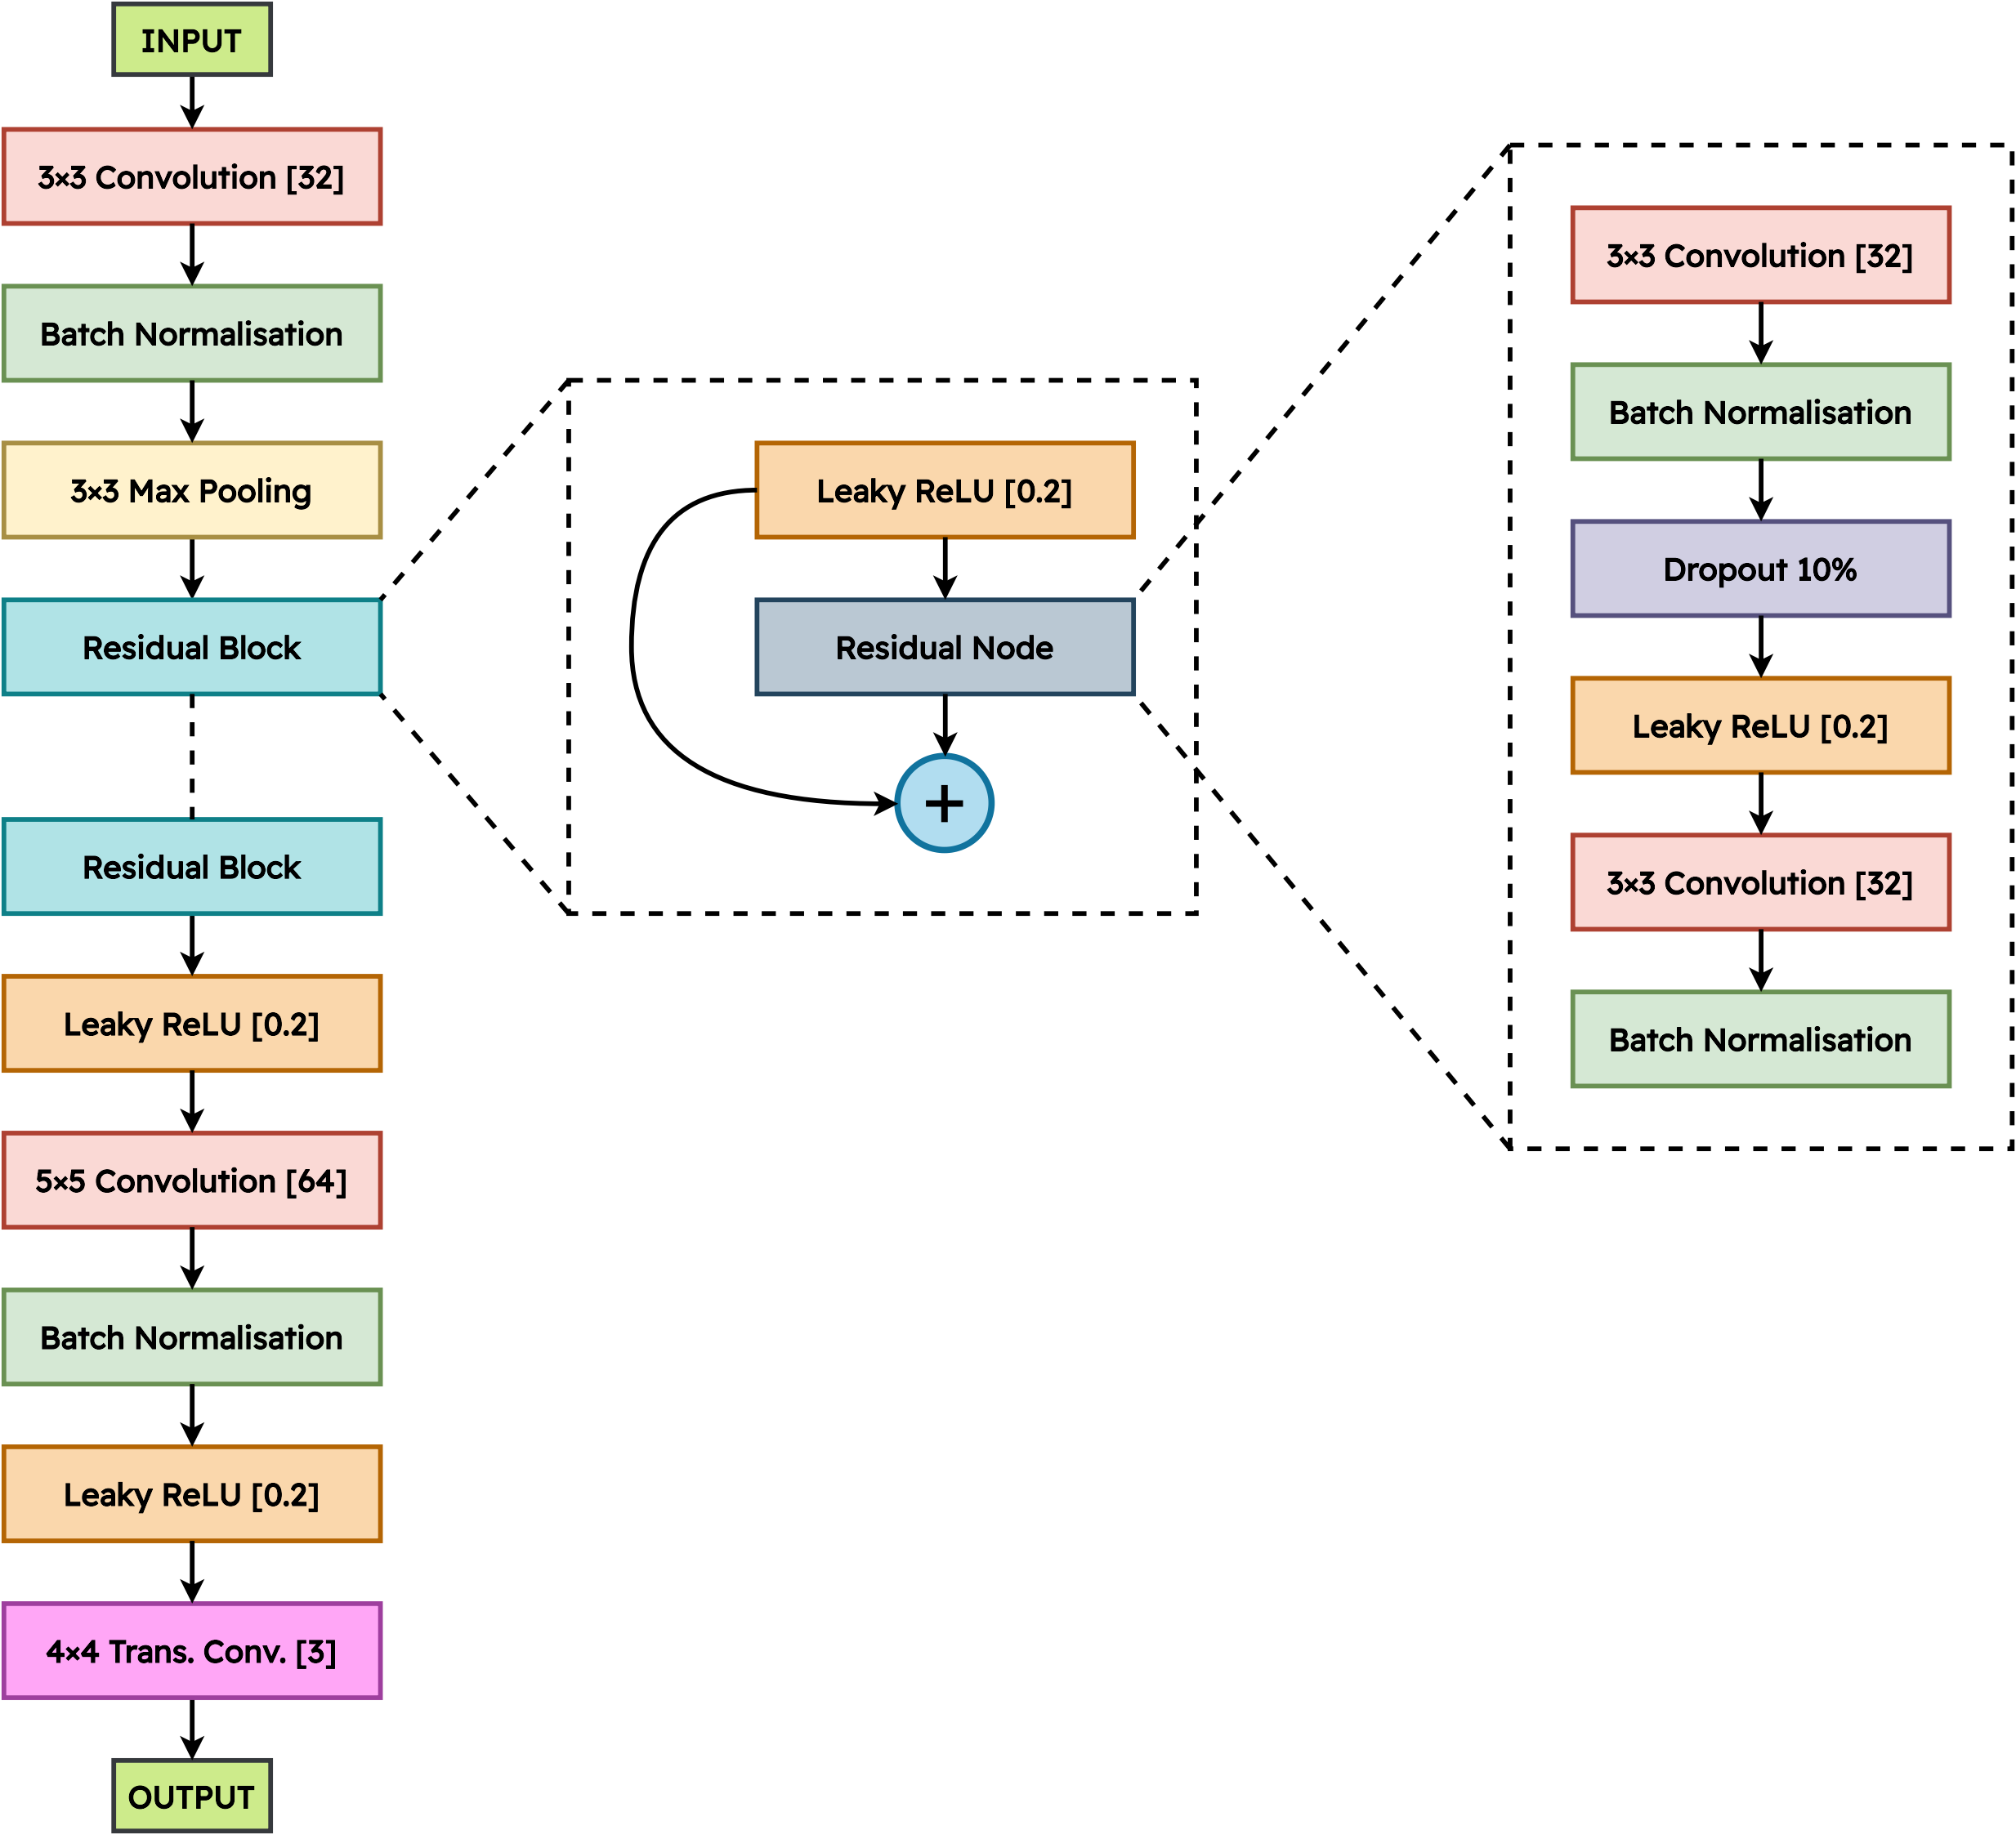 INPUT
3×3 Convolution [32]
Batch Normalisation
3×3 Max Pooling
Residual Block
Residual Block
Leaky ReLU [0.2]
5×5 Convolution [64]
Batch Normalisation
Leaky ReLU [0.2]
4×4 Trans. Conv. [3]
OUTPUT
Leaky ReLU [0.2]
Residual Node
+
3×3 Convolution [32]
Batch Normalisation
Dropout 10%
Leaky ReLU [0.2]
3×3 Convolution [32]
Batch Normalisation